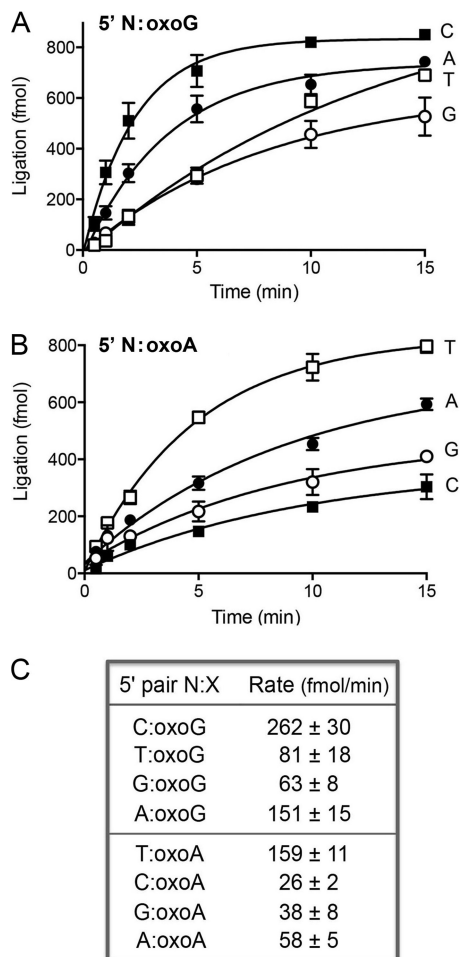 A
5' N:oxoG
Ligation (fmol)
800
600
400
200
0
0
5
10
15
Time (min)
C
A
T
G
B
5' N:oxoA
Ligation (fmol)
800
600
400
200
0
0
5
10
15
Time (min)
T
A
G
C
C
5' pair N:X Rate (fmol/min)
C:oxoG 262 ± 30
T:oxoG 81 ± 18
G:oxoG 63 ± 8
A:oxoG 151 ± 15
T:oxoA 159 ± 11
C:oxoA 26 ± 2
G:oxoA 38 ± 8
A:oxoA 58 ± 5